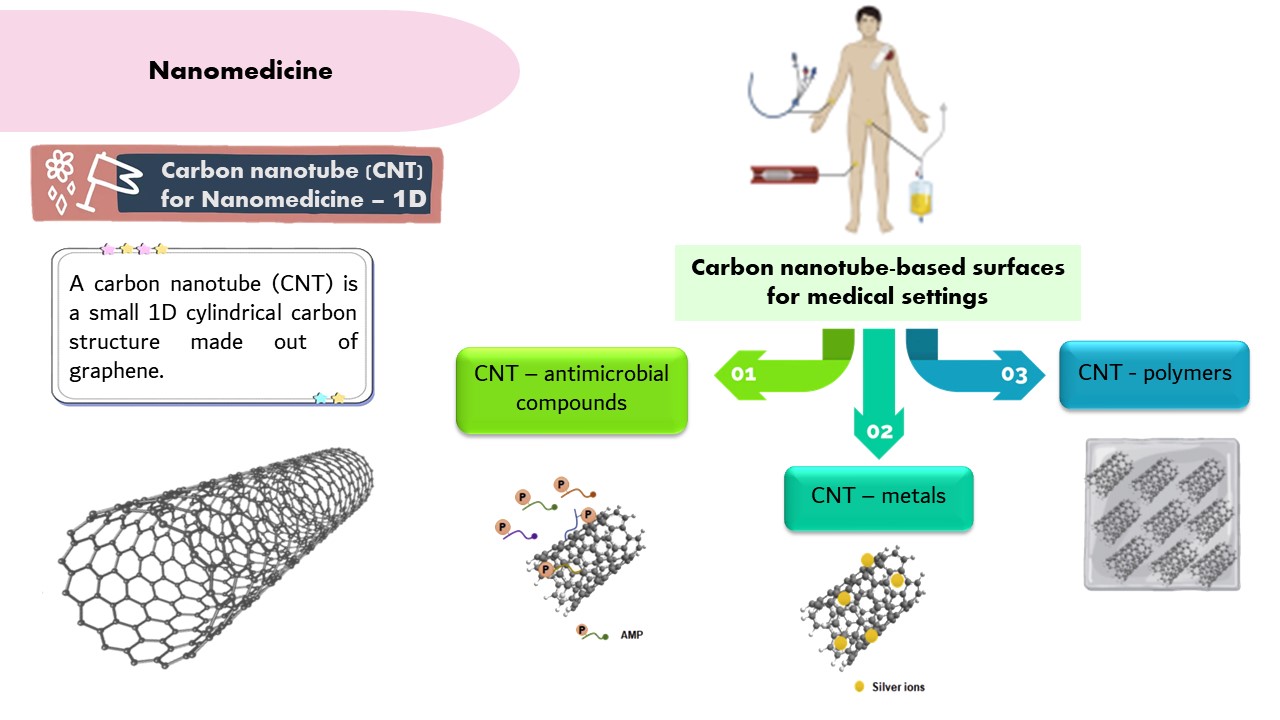 Nanomedicine
Carbon nanotube (CNT)
for Nanomedicine – 1D
A carbon nanotube (CNT) is
a small 1D cylindrical carbon
structure made out of
graphene.
Carbon nanotube-based surfaces
for medical settings
01
02
03
CNT – antimicrobial
compounds
CNT – metals
CNT - polymers
P
P
P
P
P
P AMP
Silver ions